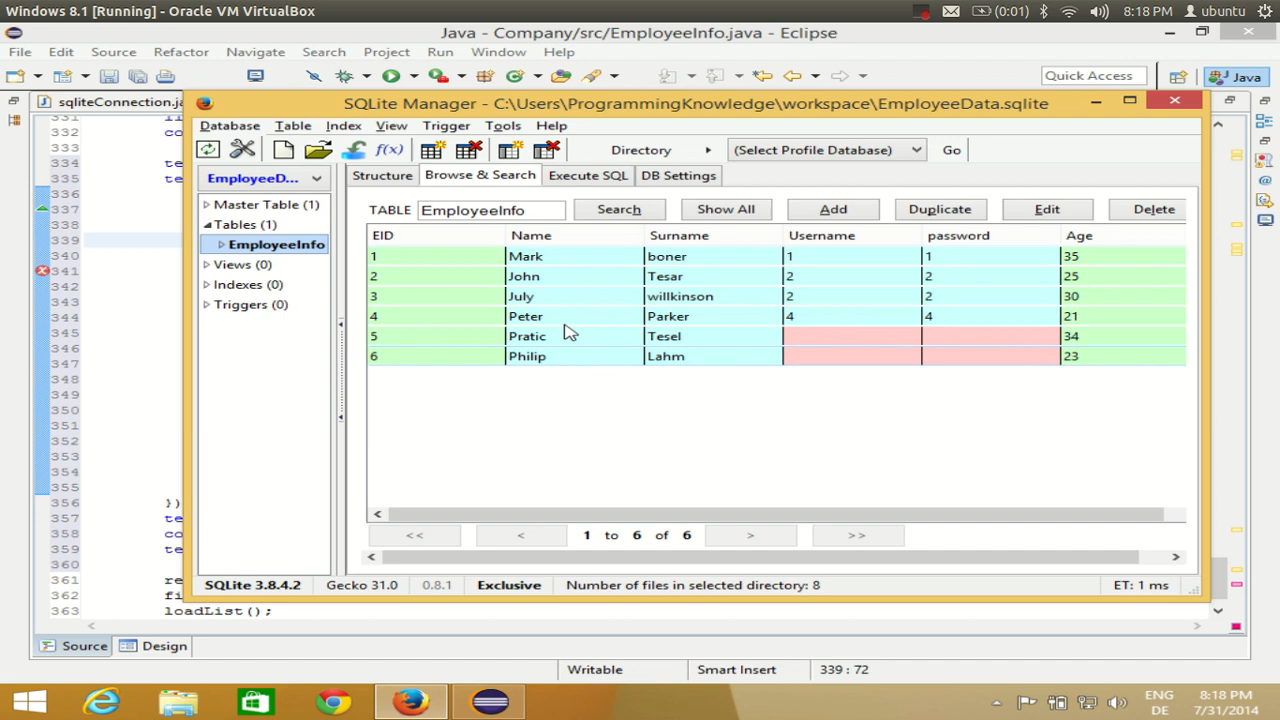 Windows 8.1 [Running] - Oracle VM VirtualBox
(0:01) 8:18 PM ubuntu
Java - Company/src/EmployeeInfo.java - Eclipse
File Edit Source Refactor Navigate Search Project Run Window Help
Quick Access Java
sqliteConnection.ja
SQLite Manager - C:\Users\ProgrammingKnowledge\workspace\EmployeeData.sqlite
Database Table Index View Trigger Tools Help
f(x) Directory (Select Profile Database) Go
EmployeeD...
Structure Browse & Search Execute SQL DB Settings
Master Table (1)
Tables (1)
EmployeeInfo
Views (0)
Indexes (0)
Triggers (0)
TABLE EmployeeInfo Search Show All Add Duplicate Edit Delete
EID Name Surname Username password Age
1 Mark boner 1 1 35
2 John Tesar 2 2 25
3 July willkinson 2 2 30
4 Peter Parker 4 4 21
5 Pratic Tesel 34
6 Philip Lahm 23
<< < 1 to 6 of 6 > >>
SQLite 3.8.4.2 Gecko 31.0 0.8.1 Exclusive Number of files in selected directory: 8 ET: 1 ms
331
332 co
333
334 te
335 te
336
337
338
339
340
341
342
343
344
345
346
347
348
349
350
351
352
353
354
355
356 })
357 te
358 co
359 te
360
361 re
362 fi
363 loadList();
Source Design
Writable Smart Insert 339 : 72
ENG 8:18 PM
DE 7/31/2014